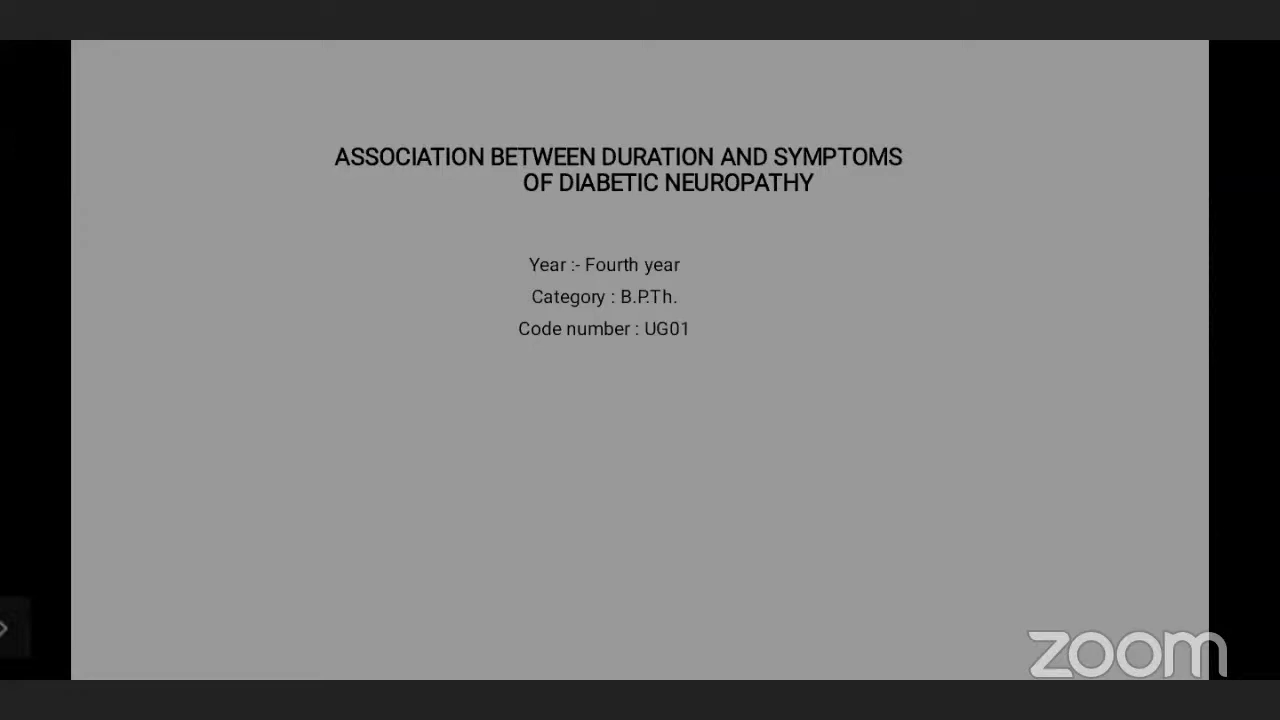 ASSOCIATION BETWEEN DURATION AND SYMPTOMS
OF DIABETIC NEUROPATHY
Year :- Fourth year
Category : B.P.Th.
Code number : UG01
zoom